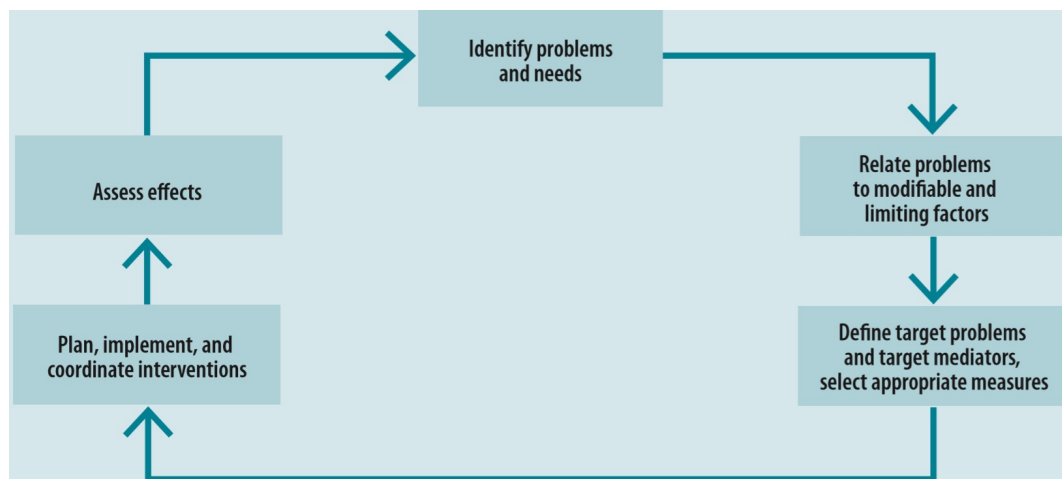 Identify problems
and needs
Relate problems
to modifiable and
limiting factors
Define target problems
and target mediators,
select appropriate measures
Plan, implement, and
coordinate interventions
Assess effects